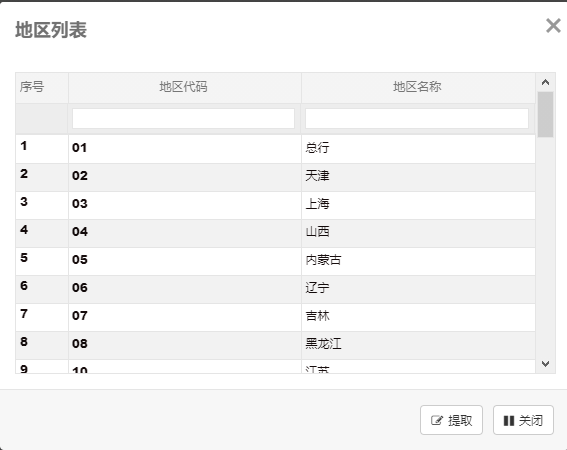 地区列表
序号 地区代码 地区名称
1 01 总行
2 02 天津
3 03 上海
4 04 山西
5 05 内蒙古
6 06 辽宁
7 07 吉林
8 08 黑龙江
9 10 江苏
提取 关闭